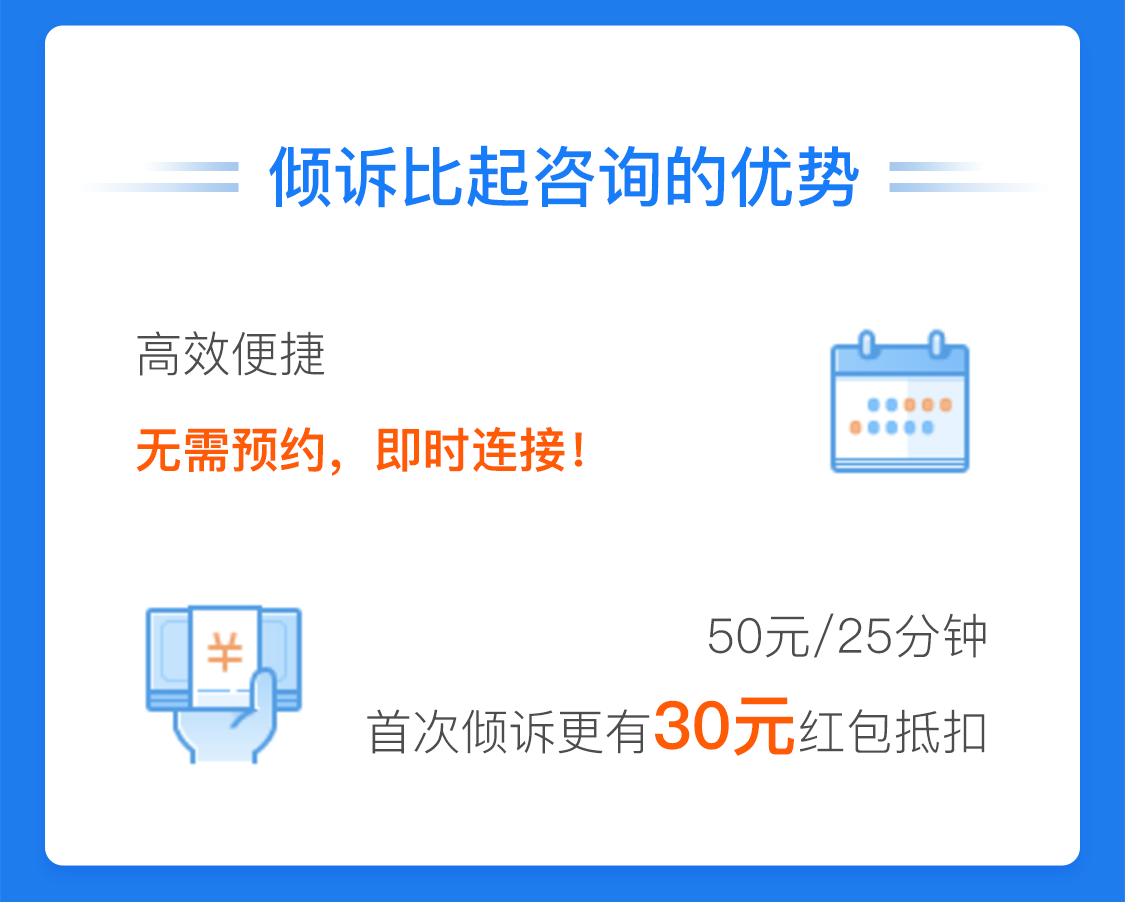 倾诉比起咨询的优势
高效便捷
无需预约，即时连接！
¥
50元/25分钟
首次倾诉更有30元红包抵扣